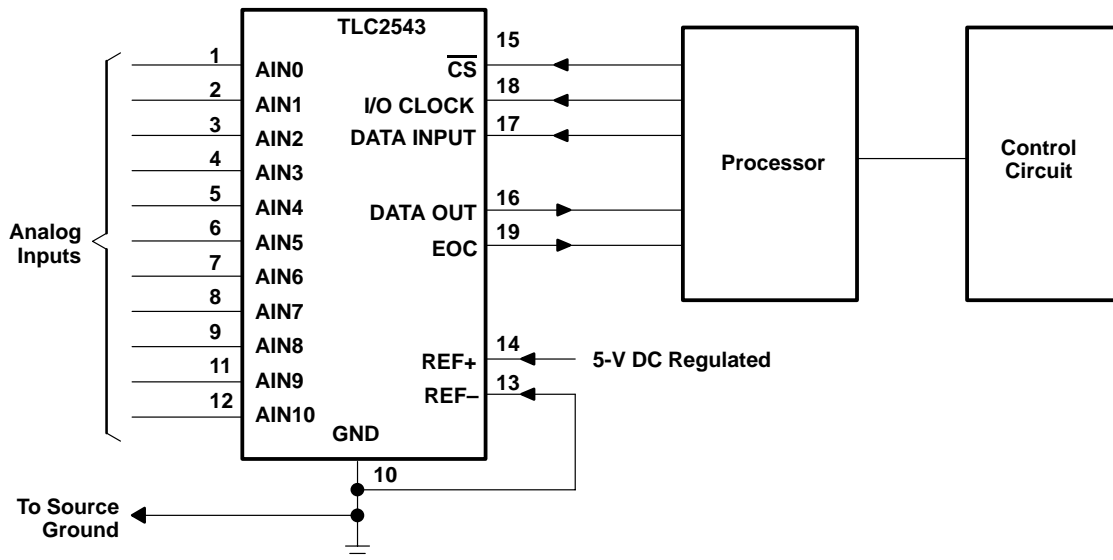 TLC2543
Analog
Inputs
1 AIN0
2 AIN1
3 AIN2
4 AIN3
5 AIN4
6 AIN5
7 AIN6
8 AIN7
9 AIN8
11 AIN9
12 AIN10
CS 15
I/O CLOCK 18
DATA INPUT 17
DATA OUT 16
EOC 19
REF+ 14 5-V DC Regulated
REF– 13
GND
10
To Source
Ground
Processor
Control
Circuit